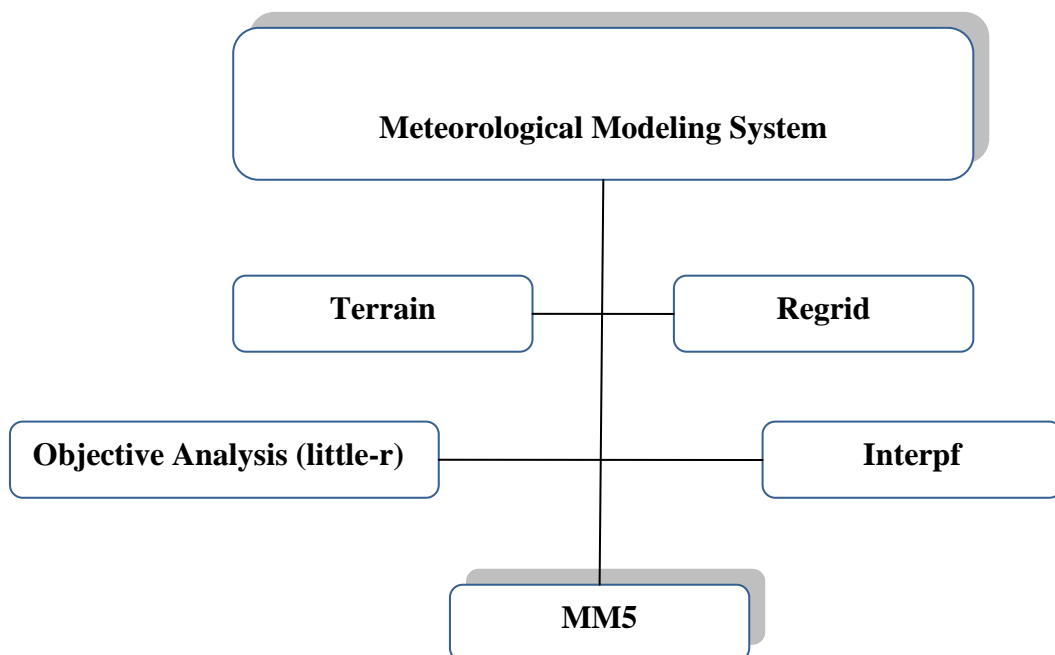 Meteorological Modeling System
Terrain
Regrid
Objective Analysis (little-r)
Interpf
MM5